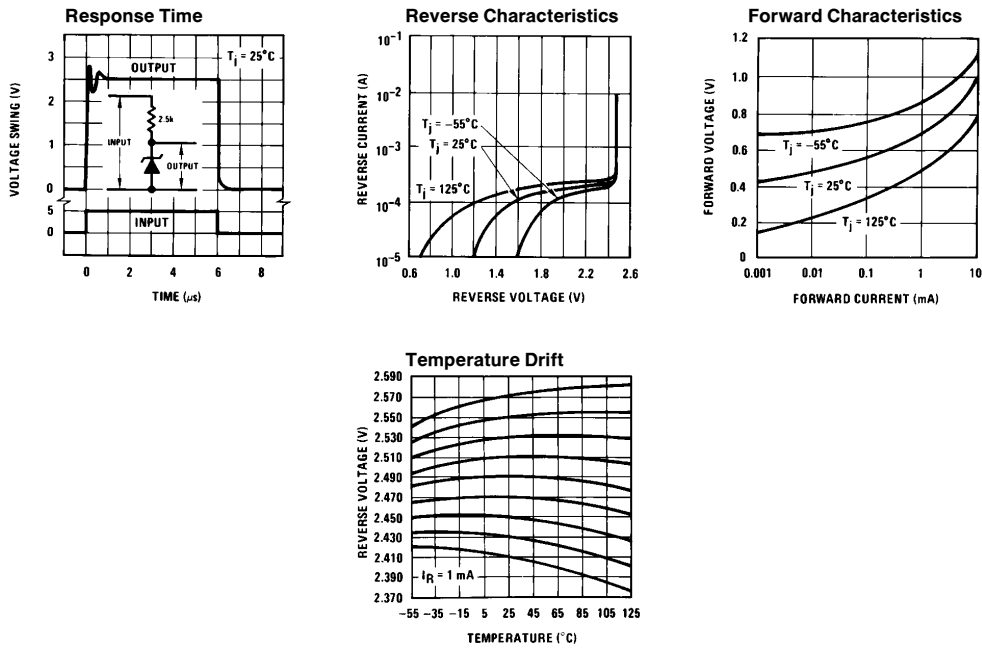 Response Time
VOLTAGE SWING (V)
3
2
1
0
5
0
Tj = 25°C
OUTPUT
2.5k
INPUT
OUTPUT
INPUT
0 2 4 6 8
TIME (μs)
Reverse Characteristics
REVERSE CURRENT (A)
10−1
10−2
10−3
10−4
10−5
Tj = −55°C
Tj = 25°C
Tj = 125°C
0.6 1.0 1.4 1.8 2.2 2.6
REVERSE VOLTAGE (V)
Forward Characteristics
FORWARD VOLTAGE (V)
1.2
1.0
0.8
0.6
0.4
0.2
0
Tj = −55°C
Tj = 25°C
Tj = 125°C
0.001 0.01 0.1 1 10
FORWARD CURRENT (mA)
Temperature Drift
REVERSE VOLTAGE (V)
2.590
2.570
2.550
2.530
2.510
2.490
2.470
2.450
2.430
2.410
2.390
2.370
IR = 1 mA
−55 −35 −15 5 25 45 65 85 105 125
TEMPERATURE (°C)